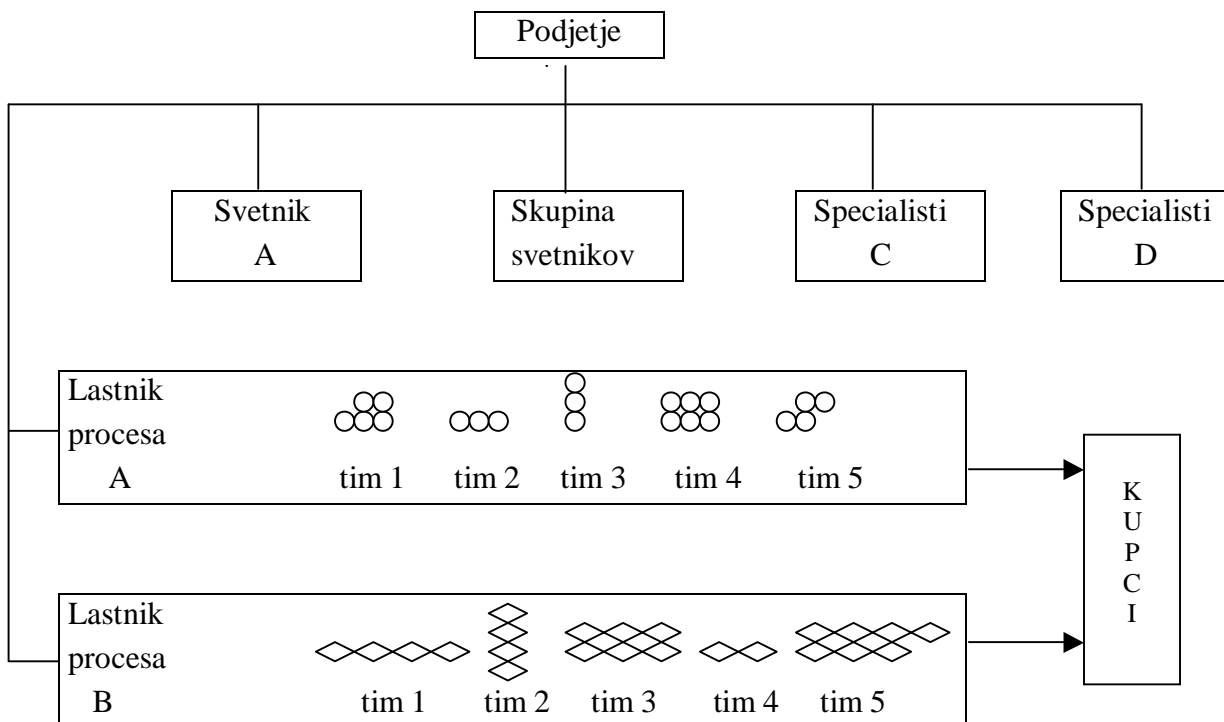 Podjetje
Svetnik
A
Skupina
svetnikov
Specialisti
C
Specialisti
D
Lastnik
procesa
A
tim 1 tim 2 tim 3 tim 4 tim 5
K
U
P
C
I
Lastnik
procesa
B
tim 1 tim 2 tim 3 tim 4 tim 5